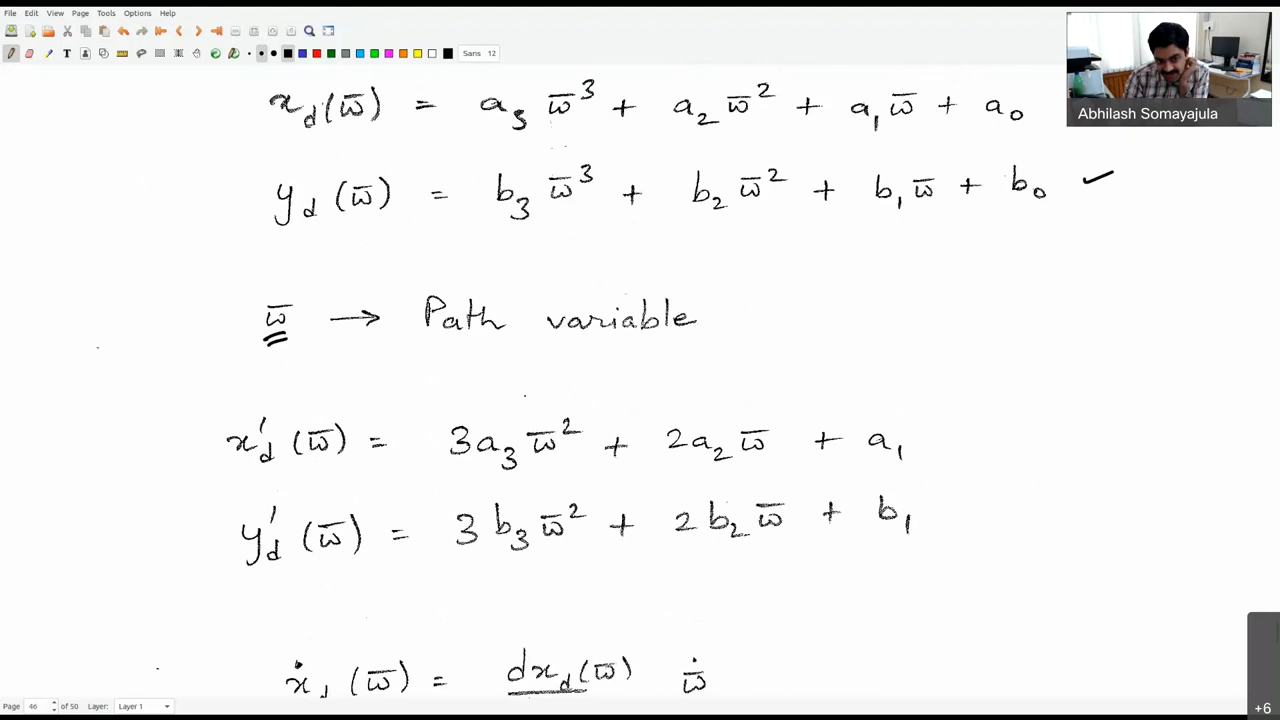 File Edit View Page Tools Options Help
T Sans 12
Abhilash Somayajula
x_d(ϖ) = a_3 ϖ^3 + a_2 ϖ^2 + a_1 ϖ + a_0
y_d(ϖ) = b_3 ϖ^3 + b_2 ϖ^2 + b_1 ϖ + b_0 ✓
ϖ → Path variable
x'_d(ϖ) = 3a_3 ϖ^2 + 2a_2 ϖ + a_1
y'_d(ϖ) = 3b_3 ϖ^2 + 2b_2 ϖ + b_1
ẋ_d(ϖ) = dx_d(ϖ) ϖ̇
Page 46 of 50 Layer: Layer 1
+6